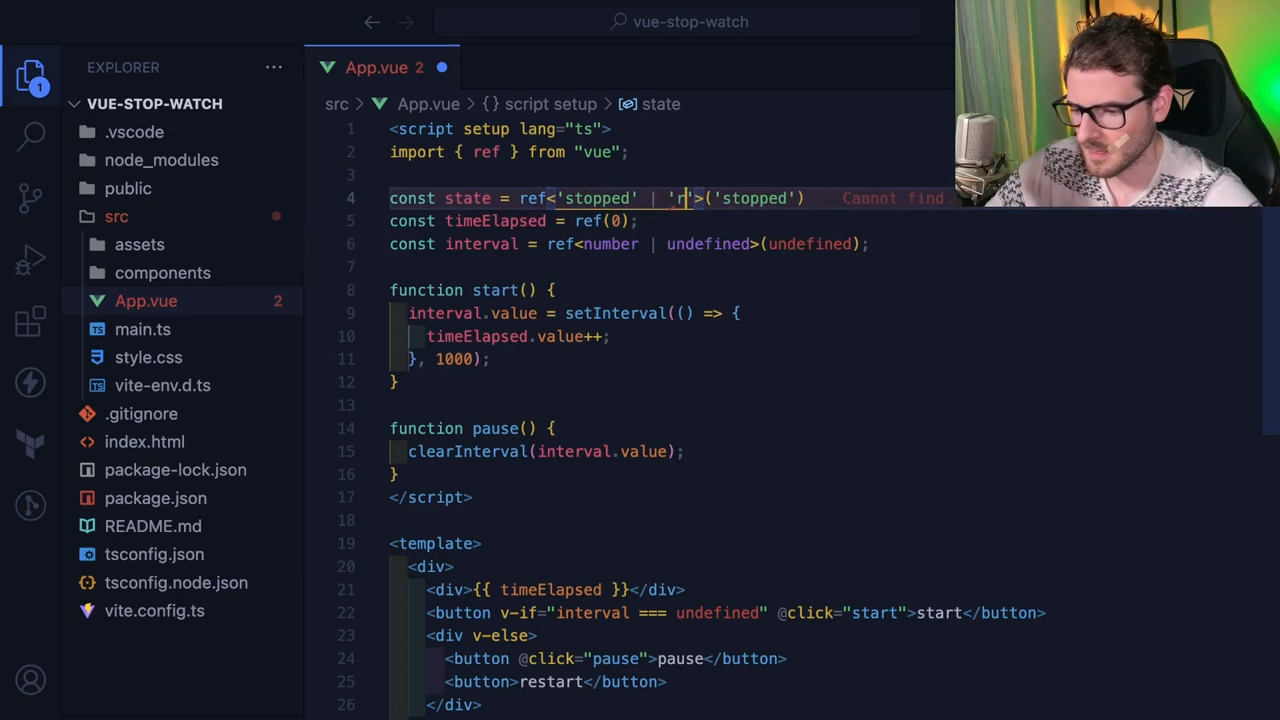 vue-stop-watch
1
EXPLORER
VUE-STOP-WATCH
.vscode
node_modules
public
src
assets
components
App.vue 2
TS main.ts
style.css
TS vite-env.d.ts
.gitignore
<> index.html
package-lock.json
package.json
README.md
tsconfig.json
{·} tsconfig.node.json
vite.config.ts
App.vue 2
src > App.vue > {} script setup > state
1 <script setup lang="ts">
2 import { ref } from "vue";
3
4 const state = ref<'stopped' | 'r'>('stopped') Cannot find
5 const timeElapsed = ref(0);
6 const interval = ref<number | undefined>(undefined);
7
8 function start() {
9 interval.value = setInterval(() => {
10 timeElapsed.value++;
11 }, 1000);
12 }
13
14 function pause() {
15 clearInterval(interval.value);
16 }
17 </script>
18
19 <template>
20 <div>
21 <div>{{ timeElapsed }}</div>
22 <button v-if="interval === undefined" @click="start">start</button>
23 <div v-else>
24 <button @click="pause">pause</button>
25 <button>restart</button>
26 </div>